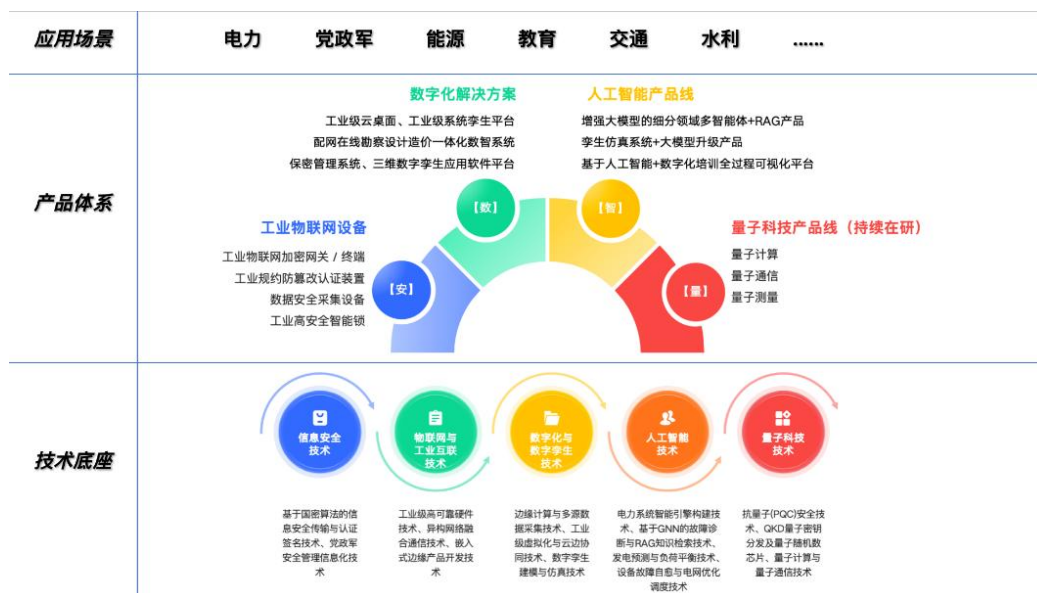 应用场景
电力 党政军 能源 教育 交通 水利 ......
产品体系
数字化解决方案
工业级云桌面、工业级系统孪生平台
配网在线勘察设计造价一体化数智系统
保密管理系统、三维数字孪生应用软件平台
人工智能产品线
增强大模型的细分领域多智能体+RAG产品
孪生仿真系统+大模型升级产品
基于人工智能+数字化培训全过程可视化平台
【数】
【智】
工业物联网设备
工业物联网加密网关 / 终端
工业规约防篡改认证装置
数据安全采集设备
工业高安全智能锁
【安】
【量】
量子科技产品线（持续在研）
量子计算
量子通信
量子测量
技术底座
信息安全
技术
物联网与
工业互联
技术
数字化与
数字孪生
技术
人工智能
技术
量子科技
技术
基于国密算法的信
息安全传输与认证
签名技术、党政军
安全管理信息化技
术
工业级高可靠硬件
技术、异构网络融
合通信技术、嵌入
式边缘产品开发技
术
边缘计算与多源数
据采集技术、工业
级虚拟化与云边协
同技术、数字孪生
建模与仿真技术
电力系统智能引擎构建技
术、基于GNN的故障诊
断与RAG知识检索技术、
发电预测与负荷平衡技术、
设备故障自愈与电网优化
调度技术
抗量子(PQC)安全技
术、QKD量子密钥
分发及量子随机数
芯片、量子计算与
量子通信技术